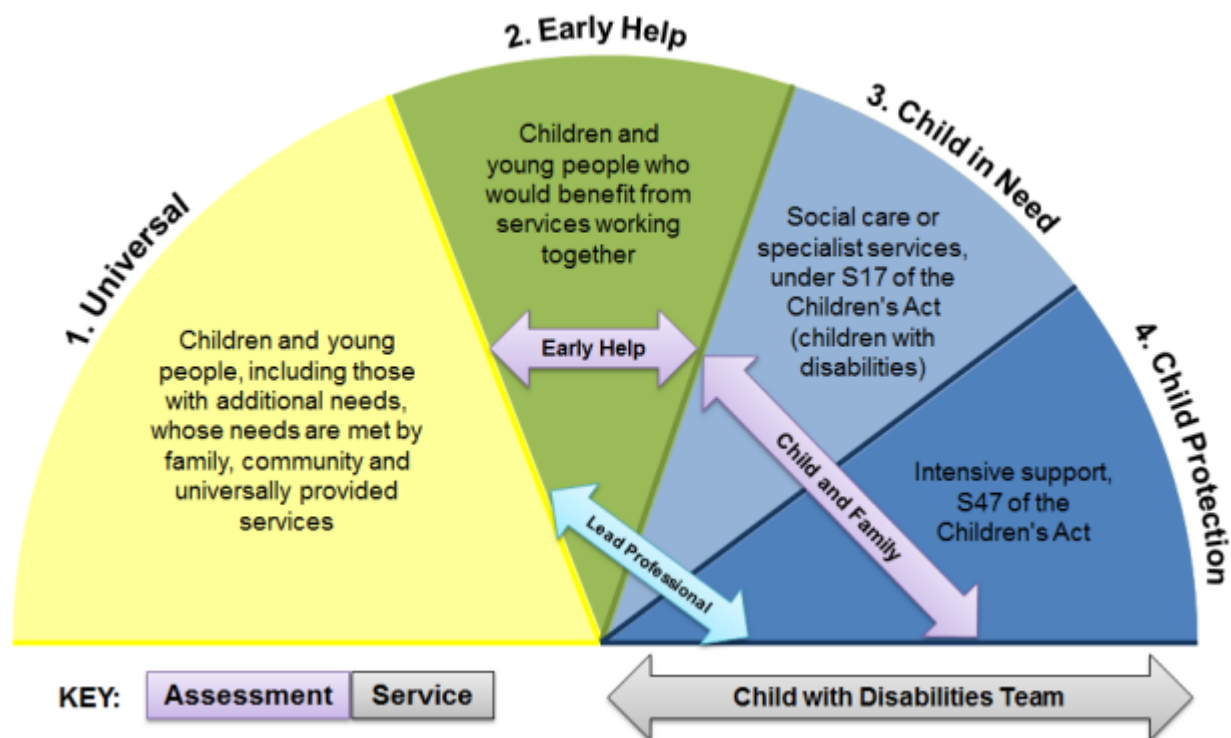 1. Universal
2. Early Help
3. Child in Need
4. Child Protection
Children and young
people, including those
with additional needs,
whose needs are met by
family, community and
universally provided
services
Children and
young people who
would benefit from
services working
together
Early Help
Social care or
specialist services,
under S17 of the
Children's Act
(children with
disabilities)
Intensive support,
S47 of the
Children's Act
Child and Family
Lead Professional
KEY:
Assessment
Service
Child with Disabilities Team